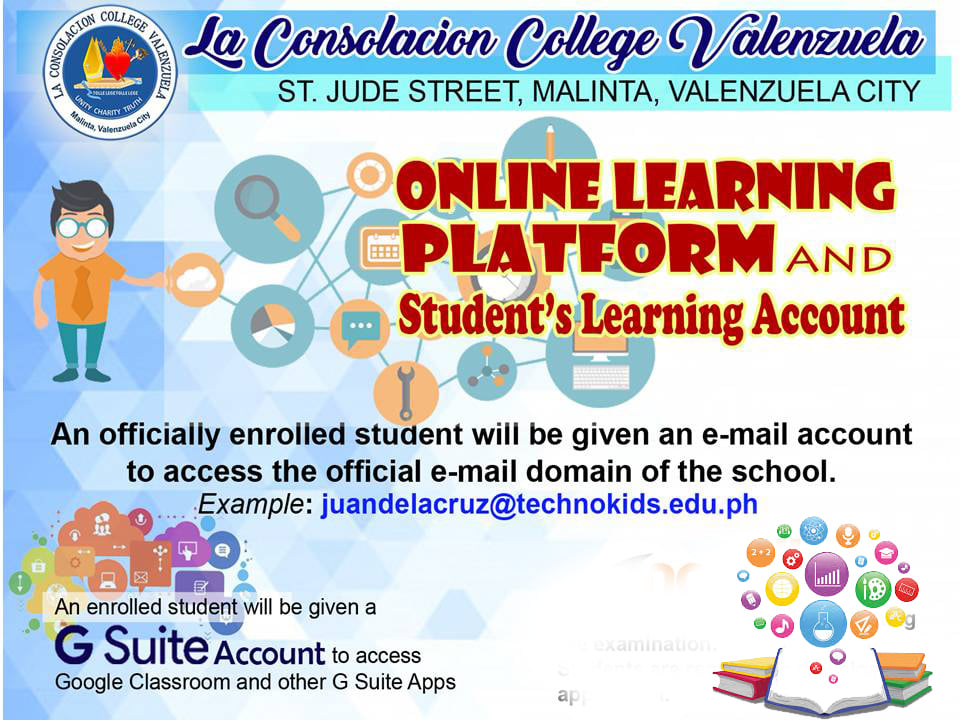 La Consolacion College Valenzuela
ST. JUDE STREET, MALINTA, VALENZUELA CITY
LA CONSOLACION COLLEGE VALENZUELA
UNITY CHARITY TRUTH
Malinta, Valenzuela City
ONLINE LEARNING
PLATFORM AND
Student's Learning Account
An officially enrolled student will be given an e-mail account
to access the official e-mail domain of the school.
Example: juandelacruz@technokids.edu.ph
2+2
An enrolled student will be given a
G Suite Account to access
Google Classroom and other G Suite Apps
examination.